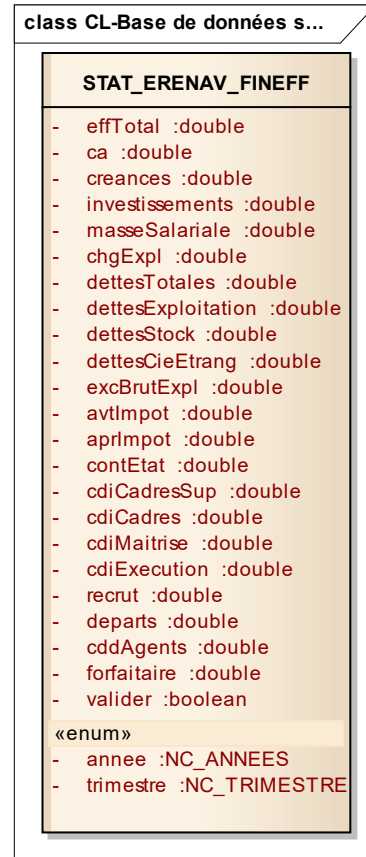 class CL-Base de données s...
STAT_ERENAV_FINEFF
- effTotal :double
- ca :double
- creances :double
- investissements :double
- masseSalariale :double
- chgExpl :double
- dettesTotales :double
- dettesExploitation :double
- dettesStock :double
- dettesCieEtrang :double
- excBrutExpl :double
- avtImpot :double
- aprImpot :double
- contEtat :double
- cdiCadresSup :double
- cdiCadres :double
- cdiMaitrise :double
- cdiExecution :double
- recrut :double
- departs :double
- cddAgents :double
- forfaitaire :double
- valider :boolean
«enum»
- annee :NC_ANNEES
- trimestre :NC_TRIMESTRE